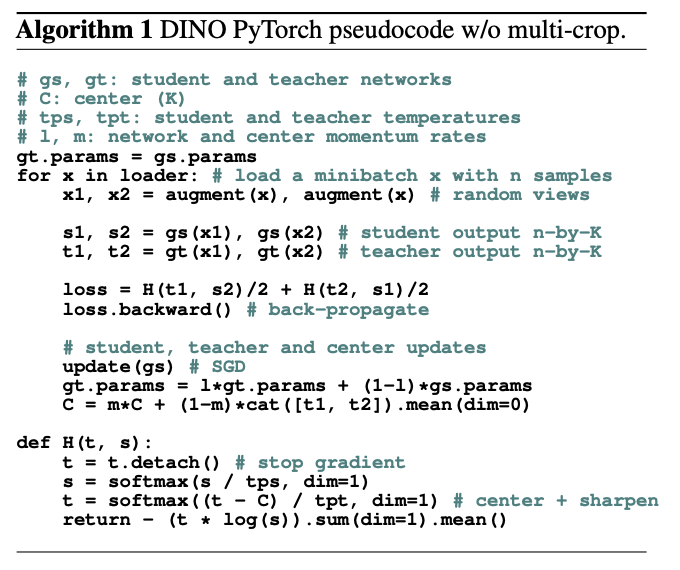 Algorithm 1 DINO PyTorch pseudocode w/o multi-crop.
# gs, gt: student and teacher networks
# C: center (K)
# tps, tpt: student and teacher temperatures
# l, m: network and center momentum rates
gt.params = gs.params
for x in loader: # load a minibatch x with n samples
    x1, x2 = augment(x), augment(x) # random views
    s1, s2 = gs(x1), gs(x2) # student output n-by-K
    t1, t2 = gt(x1), gt(x2) # teacher output n-by-K
    loss = H(t1, s2)/2 + H(t2, s1)/2
    loss.backward() # back-propagate
    # student, teacher and center updates
    update(gs) # SGD
    gt.params = l*gt.params + (1-l)*gs.params
    C = m*C + (1-m)*cat([t1, t2]).mean(dim=0)
def H(t, s):
    t = t.detach() # stop gradient
    s = softmax(s / tps, dim=1)
    t = softmax((t - C) / tpt, dim=1) # center + sharpen
    return - (t * log(s)).sum(dim=1).mean()